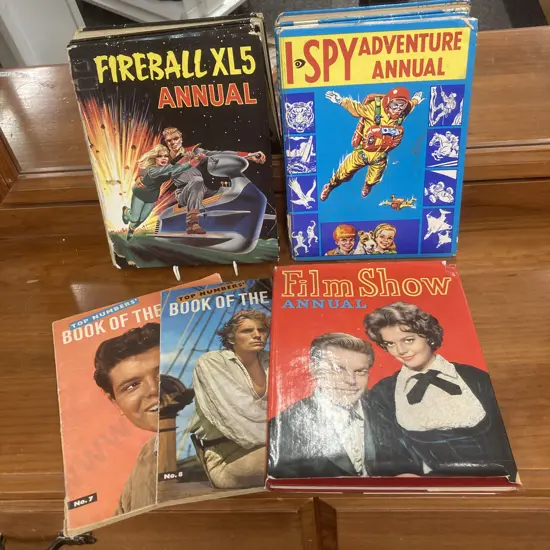 FIREBALL XL5
ANNUAL
I-SPY ADVENTURE
ANNUAL
TOP NUMBERS'
BOOK OF THE
No. 7
TOP NUMBERS'
BOOK OF THE
No. 8
Film Show
ANNUAL